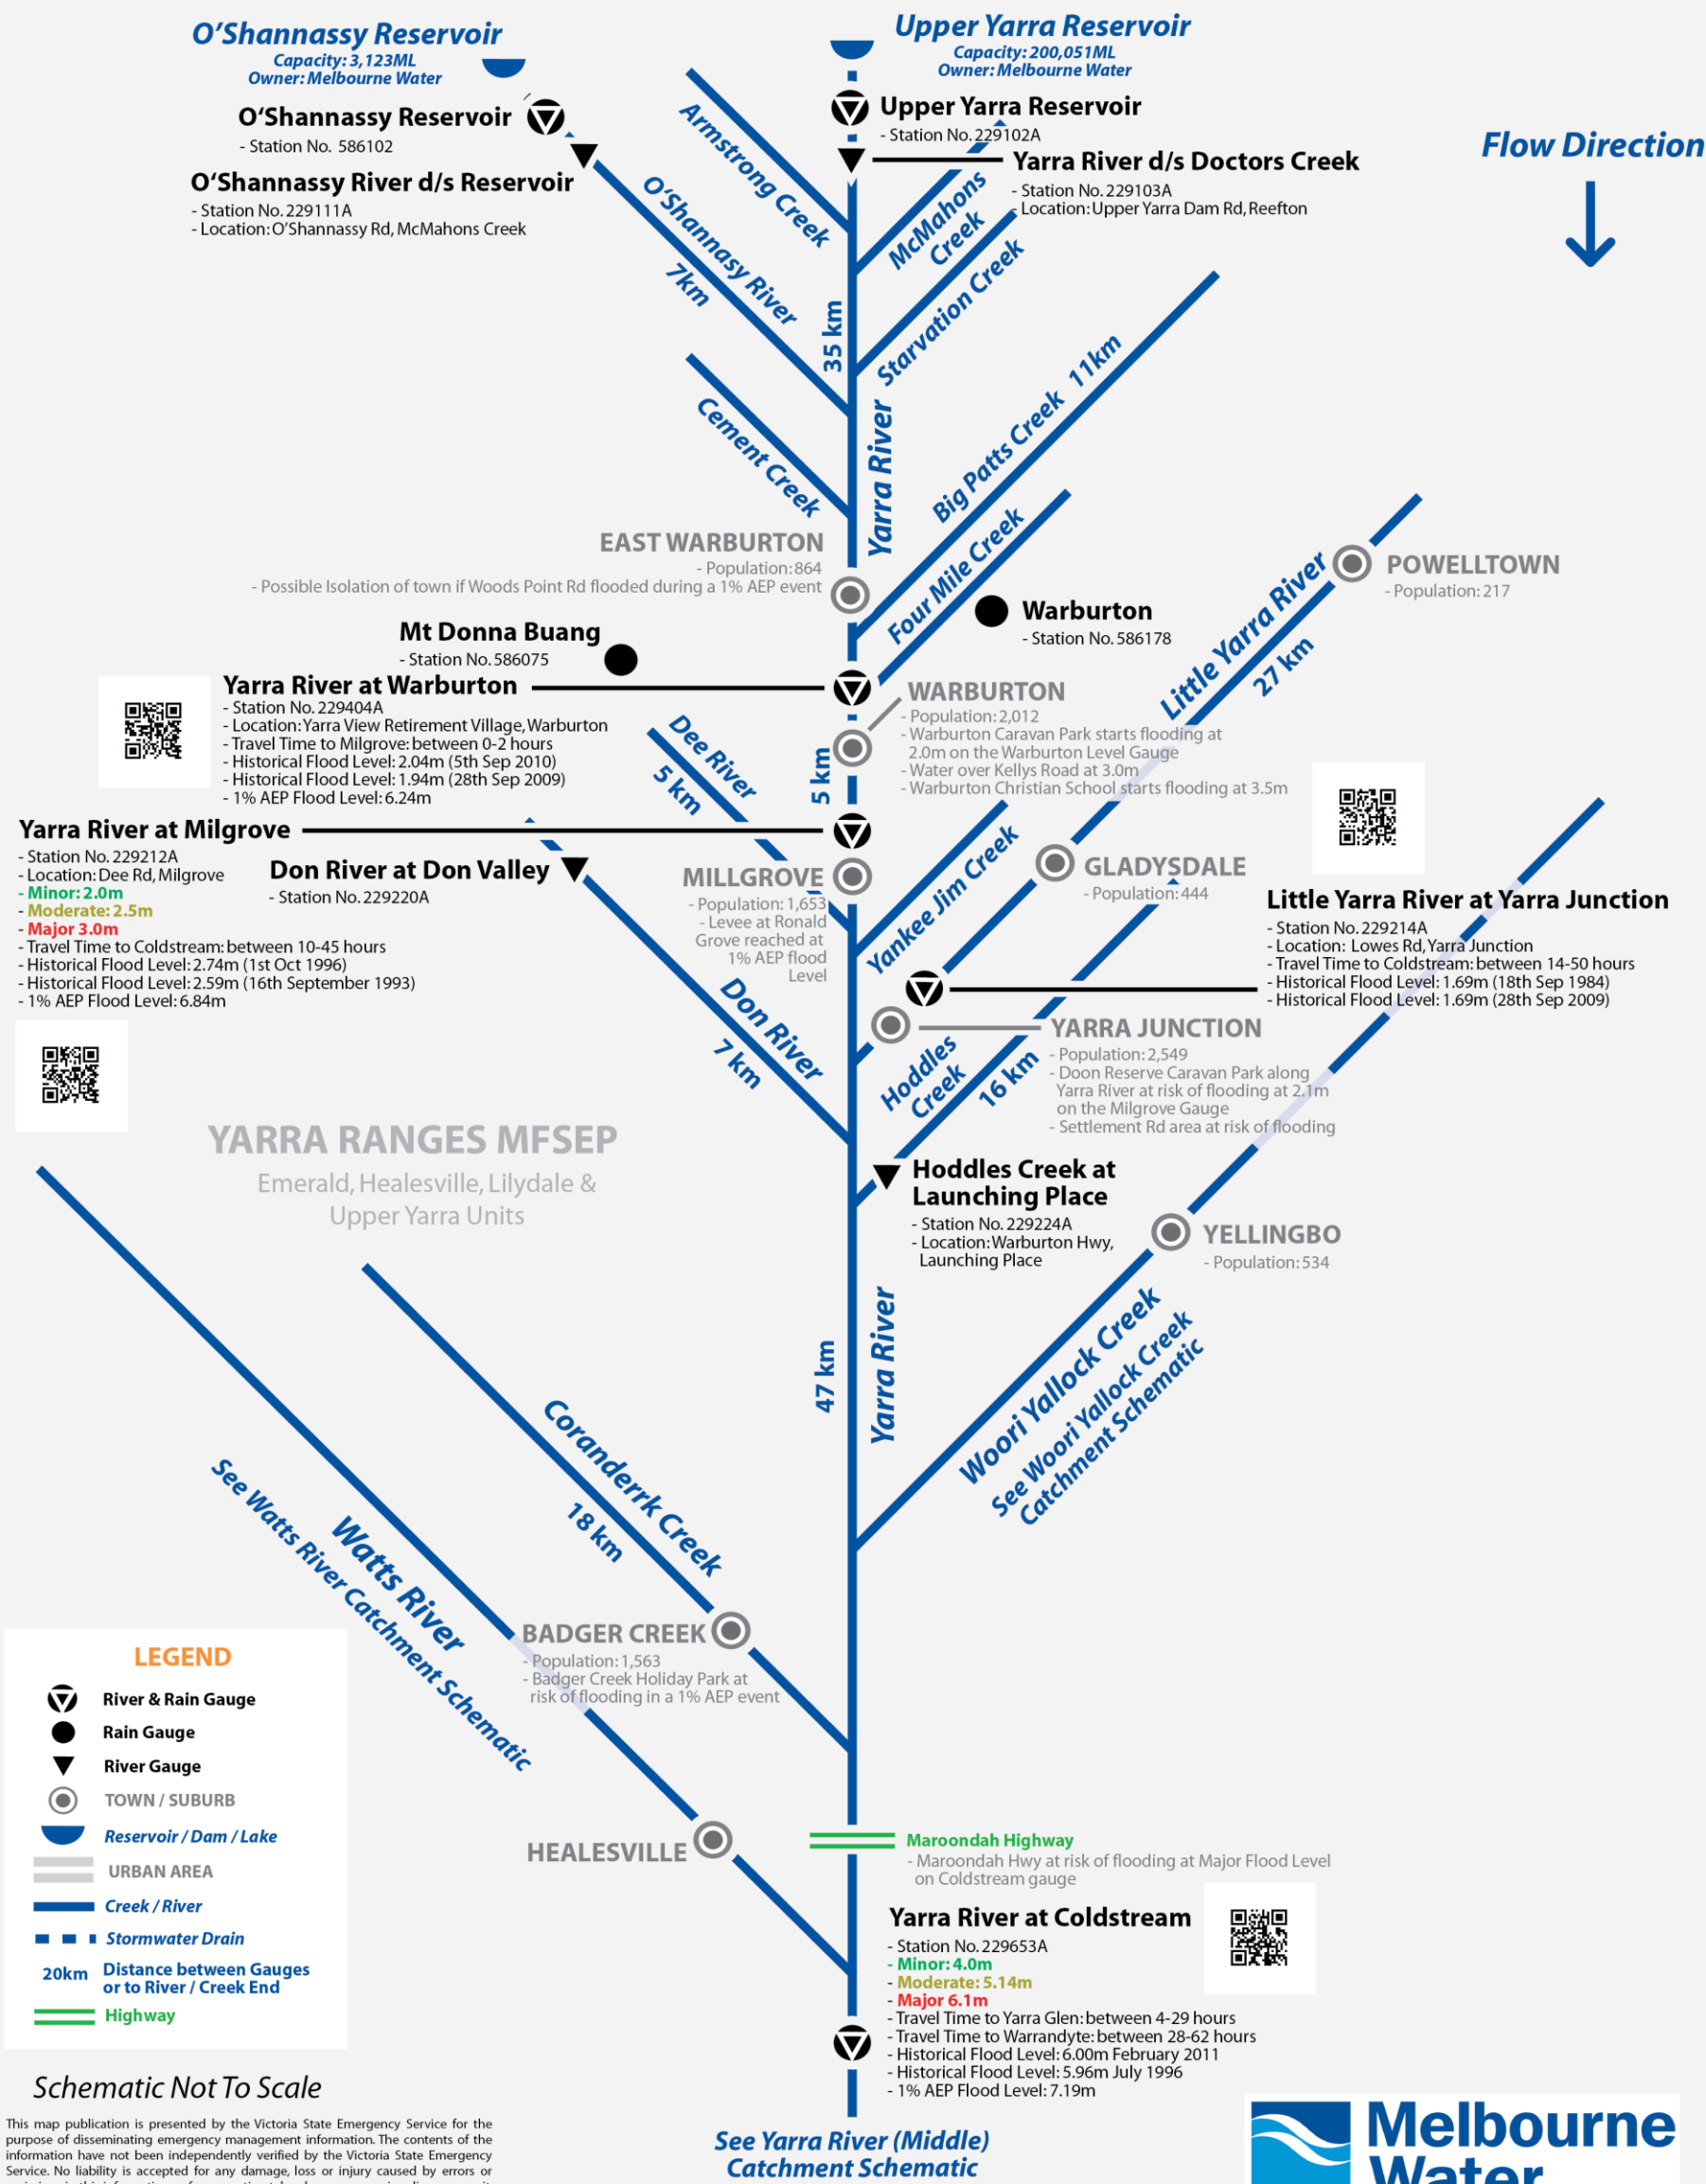 O'Shannassy Reservoir
Capacity: 3,123ML
Owner: Melbourne Water
Upper Yarra Reservoir
Capacity: 200,051ML
Owner: Melbourne Water
O'Shannassy Reservoir
- Station No. 586102
Upper Yarra Reservoir
- Station No. 229102A
Flow Direction
O'Shannassy River d/s Reservoir
- Station No. 229111A
- Location: O'Shannassy Rd, McMahons Creek
Yarra River d/s Doctors Creek
- Station No. 229103A
- Location: Upper Yarra Dam Rd, Reefton
Armstrong Creek
McMahons
Creek
O'Shannasy River
7km
Starvation Creek
35 km
Yarra River
Cement Creek
Big Patts Creek 11km
Four Mile Creek
EAST WARBURTON
- Population: 864
- Possible Isolation of town if Woods Point Rd flooded during a 1% AEP event
POWELLTOWN
- Population: 217
Little Yarra River
27 km
Warburton
- Station No. 586178
Mt Donna Buang
- Station No. 586075
Yarra River at Warburton
- Station No. 229404A
- Location: Yarra View Retirement Village, Warburton
- Travel Time to Milgrove: between 0-2 hours
- Historical Flood Level: 2.04m (5th Sep 2010)
- Historical Flood Level: 1.94m (28th Sep 2009)
- 1% AEP Flood Level: 6.24m
WARBURTON
- Population: 2,012
- Warburton Caravan Park starts flooding at
2.0m on the Warburton Level Gauge
- Water over Kellys Road at 3.0m
- Warburton Christian School starts flooding at 3.5m
Dee River
5 km
5 km
Yarra River at Milgrove
- Station No. 229212A
- Location: Dee Rd, Milgrove
- Minor: 2.0m
- Moderate: 2.5m
- Major 3.0m
- Travel Time to Coldstream: between 10-45 hours
- Historical Flood Level: 2.74m (1st Oct 1996)
- Historical Flood Level: 2.59m (16th September 1993)
- 1% AEP Flood Level: 6.84m
Don River at Don Valley
- Station No. 229220A
MILLGROVE
- Population: 1,653
- Levee at Ronald
Grove reached at
1% AEP flood
Level
Yankee Jim Creek
GLADYSDALE
- Population: 444
Little Yarra River at Yarra Junction
- Station No. 229214A
- Location: Lowes Rd, Yarra Junction
- Travel Time to Coldstream: between 14-50 hours
- Historical Flood Level: 1.69m (18th Sep 1984)
- Historical Flood Level: 1.69m (28th Sep 2009)
Don River
7 km
YARRA JUNCTION
- Population: 2,549
- Doon Reserve Caravan Park along
Yarra River at risk of flooding at 2.1m
on the Milgrove Gauge
- Settlement Rd area at risk of flooding
Hoddles
Creek
16 km
YARRA RANGES MFSEP
Emerald, Healesville, Lilydale &
Upper Yarra Units
Hoddles Creek at
Launching Place
- Station No. 229224A
- Location: Warburton Hwy,
Launching Place
YELLINGBO
- Population: 534
47 km
Yarra River
Woori Yallock Creek
See Woori Yallock Creek
Catchment Schematic
Coranderrk Creek
18 km
Watts River
See Watts River Catchment Schematic
BADGER CREEK
- Population: 1,563
- Badger Creek Holiday Park at
risk of flooding in a 1% AEP event
HEALESVILLE
Maroondah Highway
- Maroondah Hwy at risk of flooding at Major Flood Level
on Coldstream gauge
Yarra River at Coldstream
- Station No. 229653A
- Minor: 4.0m
- Moderate: 5.14m
- Major 6.1m
- Travel Time to Yarra Glen: between 4-29 hours
- Travel Time to Warrandyte: between 28-62 hours
- Historical Flood Level: 6.00m February 2011
- Historical Flood Level: 5.96m July 1996
- 1% AEP Flood Level: 7.19m
LEGEND
River & Rain Gauge
Rain Gauge
River Gauge
TOWN / SUBURB
Reservoir / Dam / Lake
URBAN AREA
Creek / River
Stormwater Drain
20km Distance between Gauges
or to River / Creek End
Highway
Schematic Not To Scale
This map publication is presented by the Victoria State Emergency Service for the
purpose of disseminating emergency management information. The contents of the
information have not been independently verified by the Victoria State Emergency
Service. No liability is accepted for any damage, loss or injury caused by errors or
See Yarra River (Middle)
Catchment Schematic
Melbourne
Water